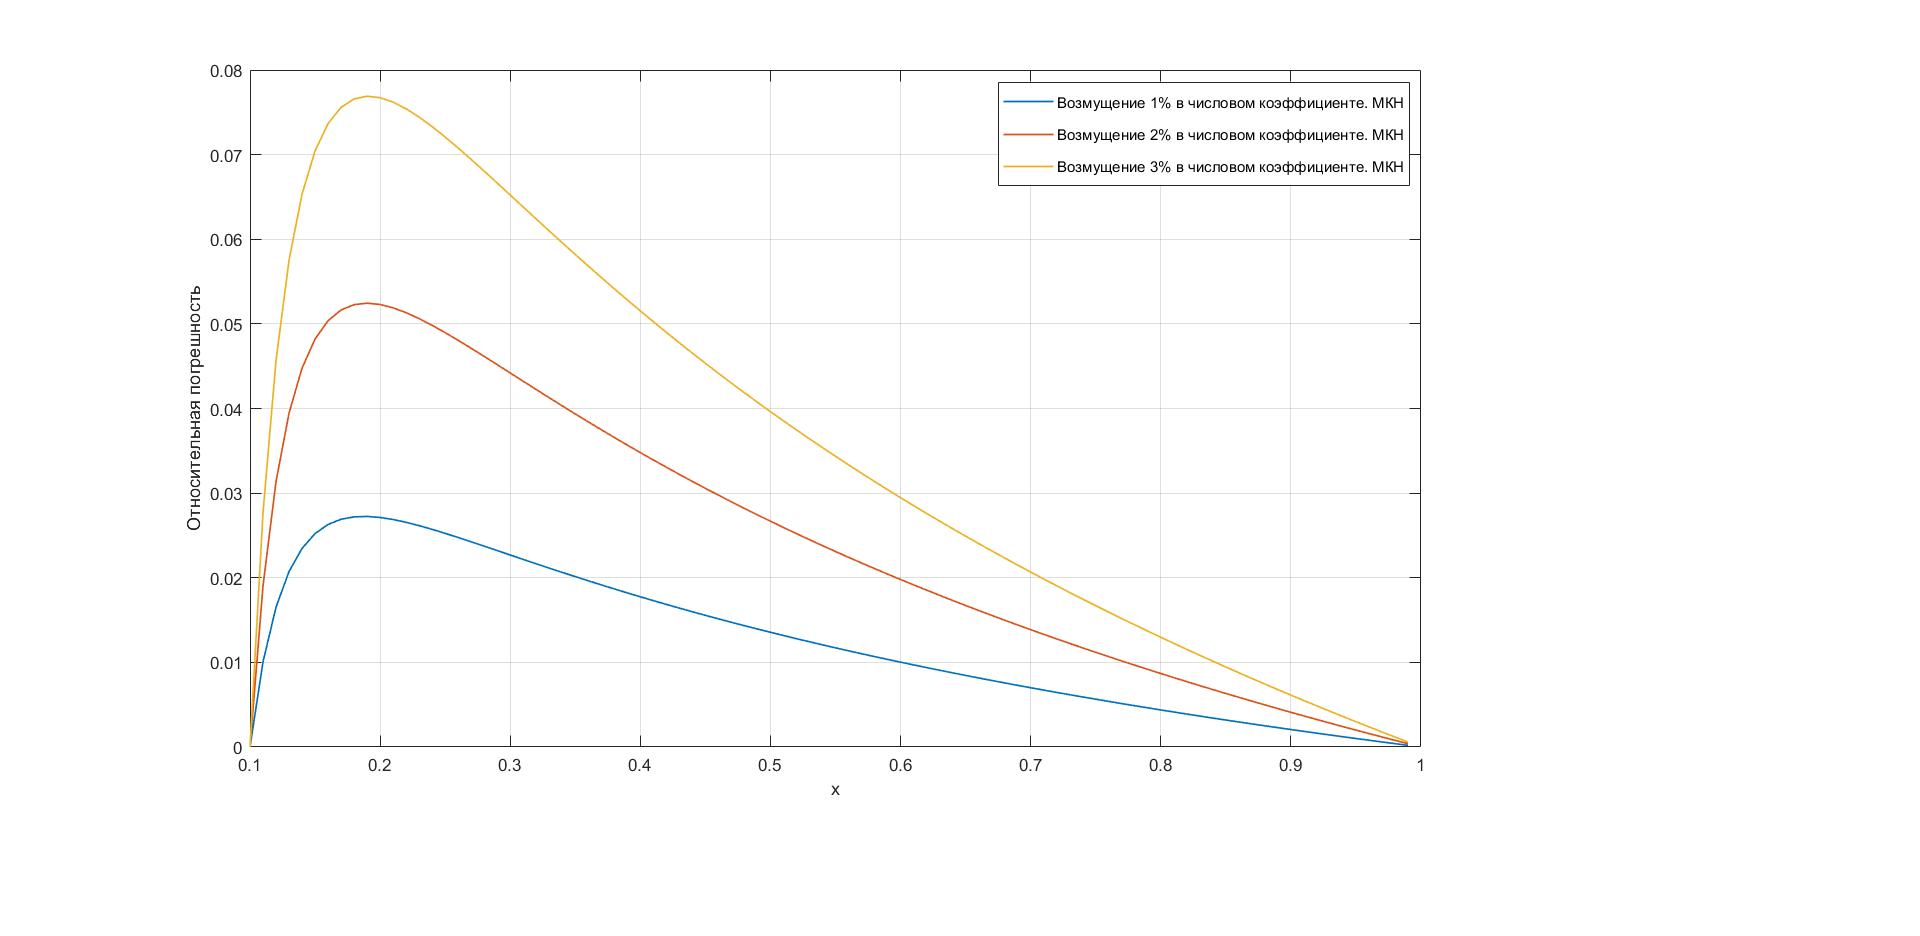 0.08
0.07
0.06
0.05
0.04
0.03
0.02
0.01
0
Относительная погрешность
Возмущение 1% в числовом коэффициенте. МКН
Возмущение 2% в числовом коэффициенте. МКН
Возмущение 3% в числовом коэффициенте. МКН
0.1 0.2 0.3 0.4 0.5 0.6 0.7 0.8 0.9 1
x